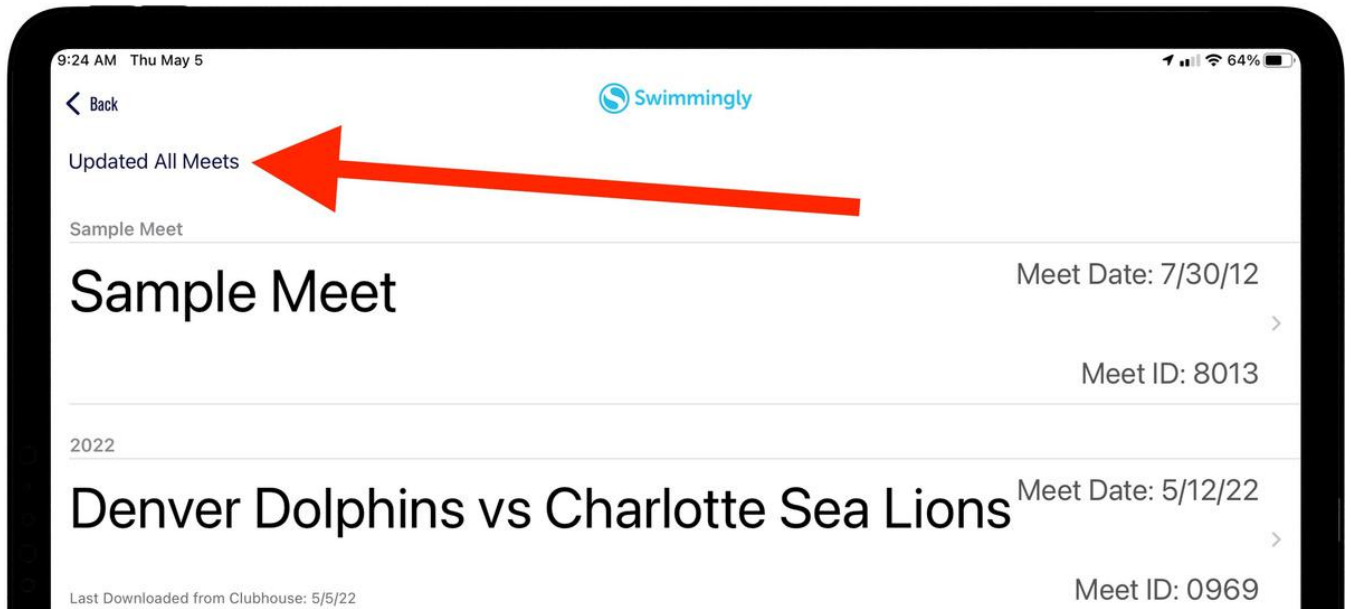 9:24 AM Thu May 5
64%
Back
Swimmingly
Updated All Meets
Sample Meet
Sample Meet
Meet Date: 7/30/12
Meet ID: 8013
2022
Denver Dolphins vs Charlotte Sea Lions
Meet Date: 5/12/22
Last Downloaded from Clubhouse: 5/5/22
Meet ID: 0969